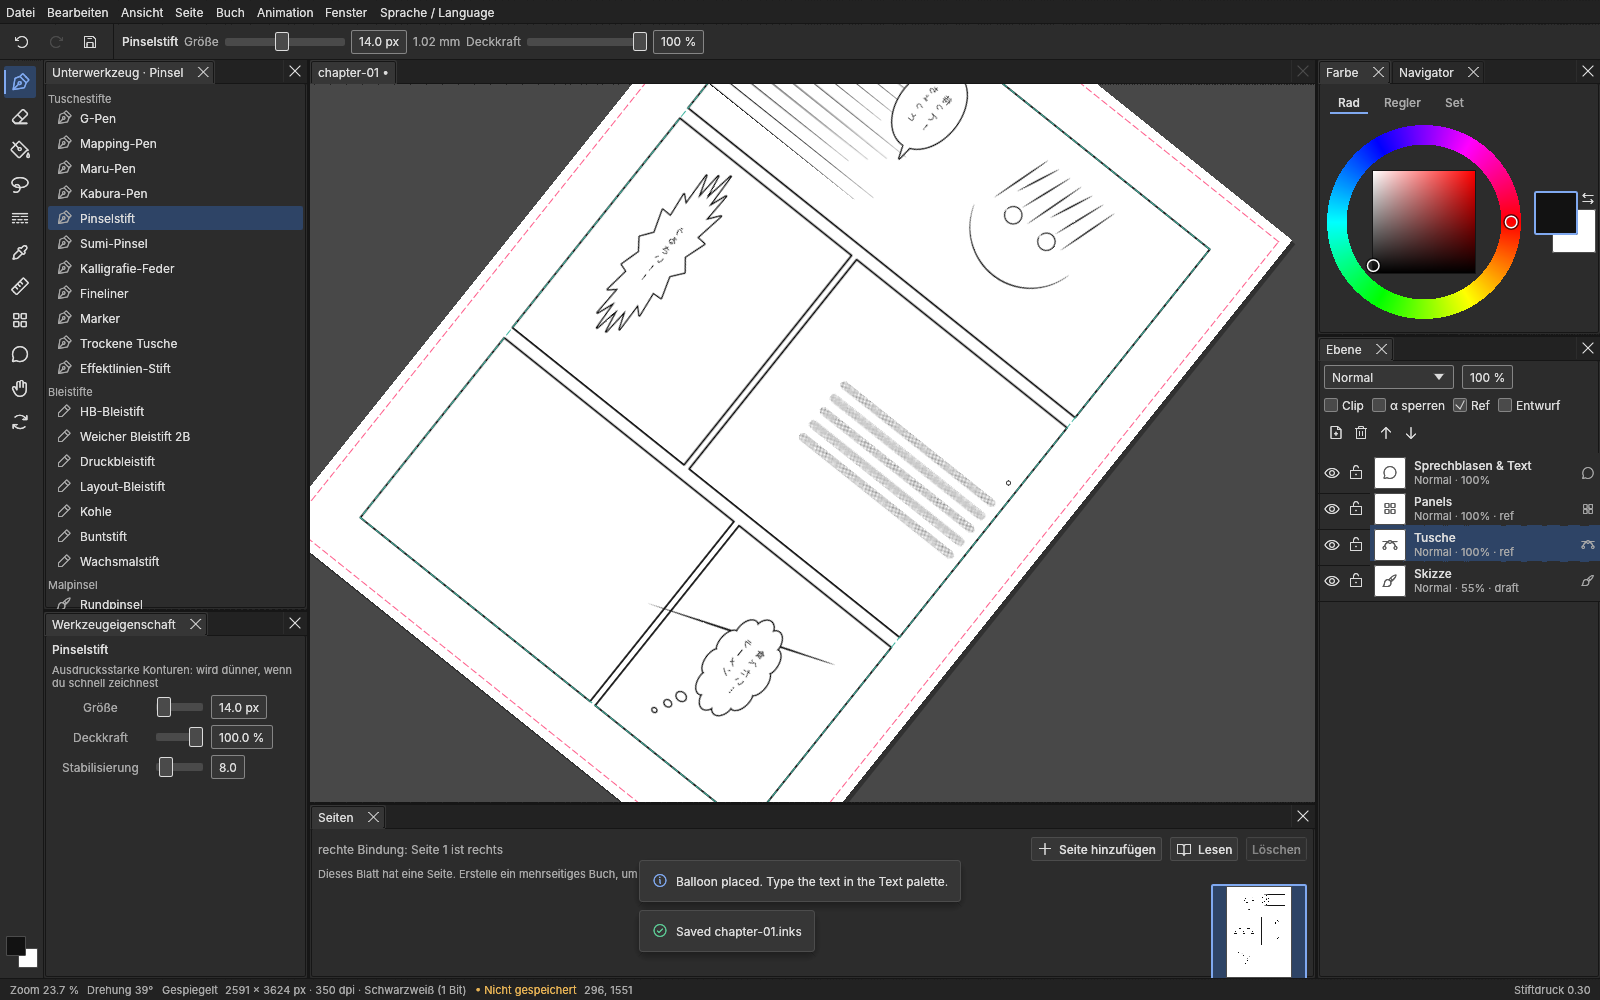 Datei Bearbeiten Ansicht Seite Buch Animation Fenster Sprache / Language
Pinselstift Größe 14.0 px 1.02 mm Deckkraft 100 %
Unterwerkzeug · Pinsel
Tuschestifte
G-Pen
Mapping-Pen
Maru-Pen
Kabura-Pen
Pinselstift
Sumi-Pinsel
Kalligrafie-Feder
Fineliner
Marker
Trockene Tusche
Effektlinien-Stift
Bleistifte
HB-Bleistift
Weicher Bleistift 2B
Druckbleistift
Layout-Bleistift
Kohle
Buntstift
Wachsmalstift
Malpinsel
Rundpinsel
Werkzeugeigenschaft
Pinselstift
Ausdrucksstarke Konturen: wird dünner, wenn
du schnell zeichnest
Größe 14.0 px
Deckkraft 100.0 %
Stabilisierung 8.0
chapter-01 •
Seiten
rechte Bindung: Seite 1 ist rechts
Seite hinzufügen Lesen Löschen
Dieses Blatt hat eine Seite. Erstelle ein mehrseitiges Buch, um
Balloon placed. Type the text in the Text palette.
Saved chapter-01.inks
Farbe Navigator
Rad Regler Set
Ebene
Normal 100 %
Clip α sperren Ref Entwurf
Sprechblasen & Text
Normal · 100%
Panels
Normal · 100% · ref
Tusche
Normal · 100% · ref
Skizze
Normal · 55% · draft
Zoom 23.7 % Drehung 39° Gespiegelt 2591 × 3624 px · 350 dpi · Schwarzweiß (1 Bit) • Nicht gespeichert 296, 1551
Stiftdruck 0.30